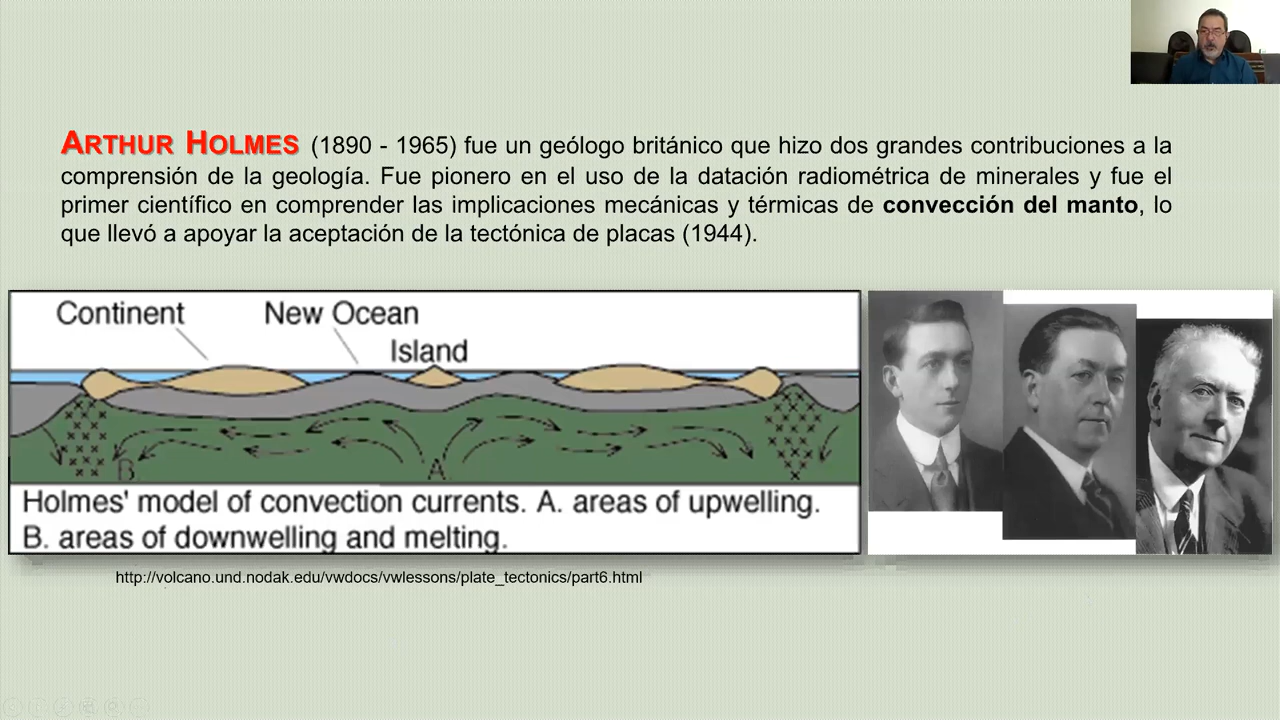 ARTHUR HOLMES (1890 - 1965) fue un geólogo británico que hizo dos grandes contribuciones a la
comprensión de la geología. Fue pionero en el uso de la datación radiométrica de minerales y fue el
primer científico en comprender las implicaciones mecánicas y térmicas de convección del manto, lo
que llevó a apoyar la aceptación de la tectónica de placas (1944).
Continent
New Ocean
Island
B
A
Holmes' model of convection currents. A. areas of upwelling.
B. areas of downwelling and melting.
http://volcano.und.nodak.edu/vwdocs/vwlessons/plate_tectonics/part6.html